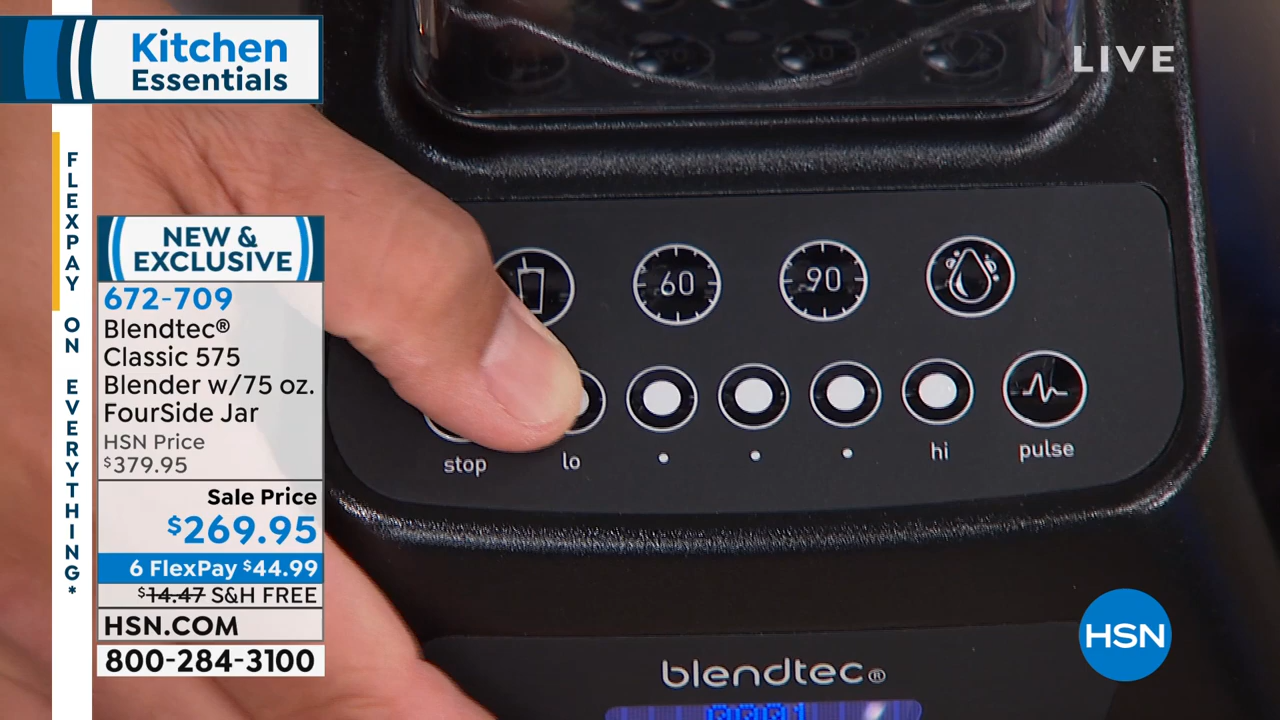 Kitchen
Essentials
LIVE
FLEXPAY ON EVERYTHING*
NEW &
EXCLUSIVE
672-709
Blendtec®
Classic 575
Blender w/75 oz.
FourSide Jar
HSN Price
$379.95
Sale Price
$269.95
6 FlexPay $44.99
$14.47 S&H FREE
HSN.COM
800-284-3100
60 90
stop lo hi pulse
blendtec®
HSN